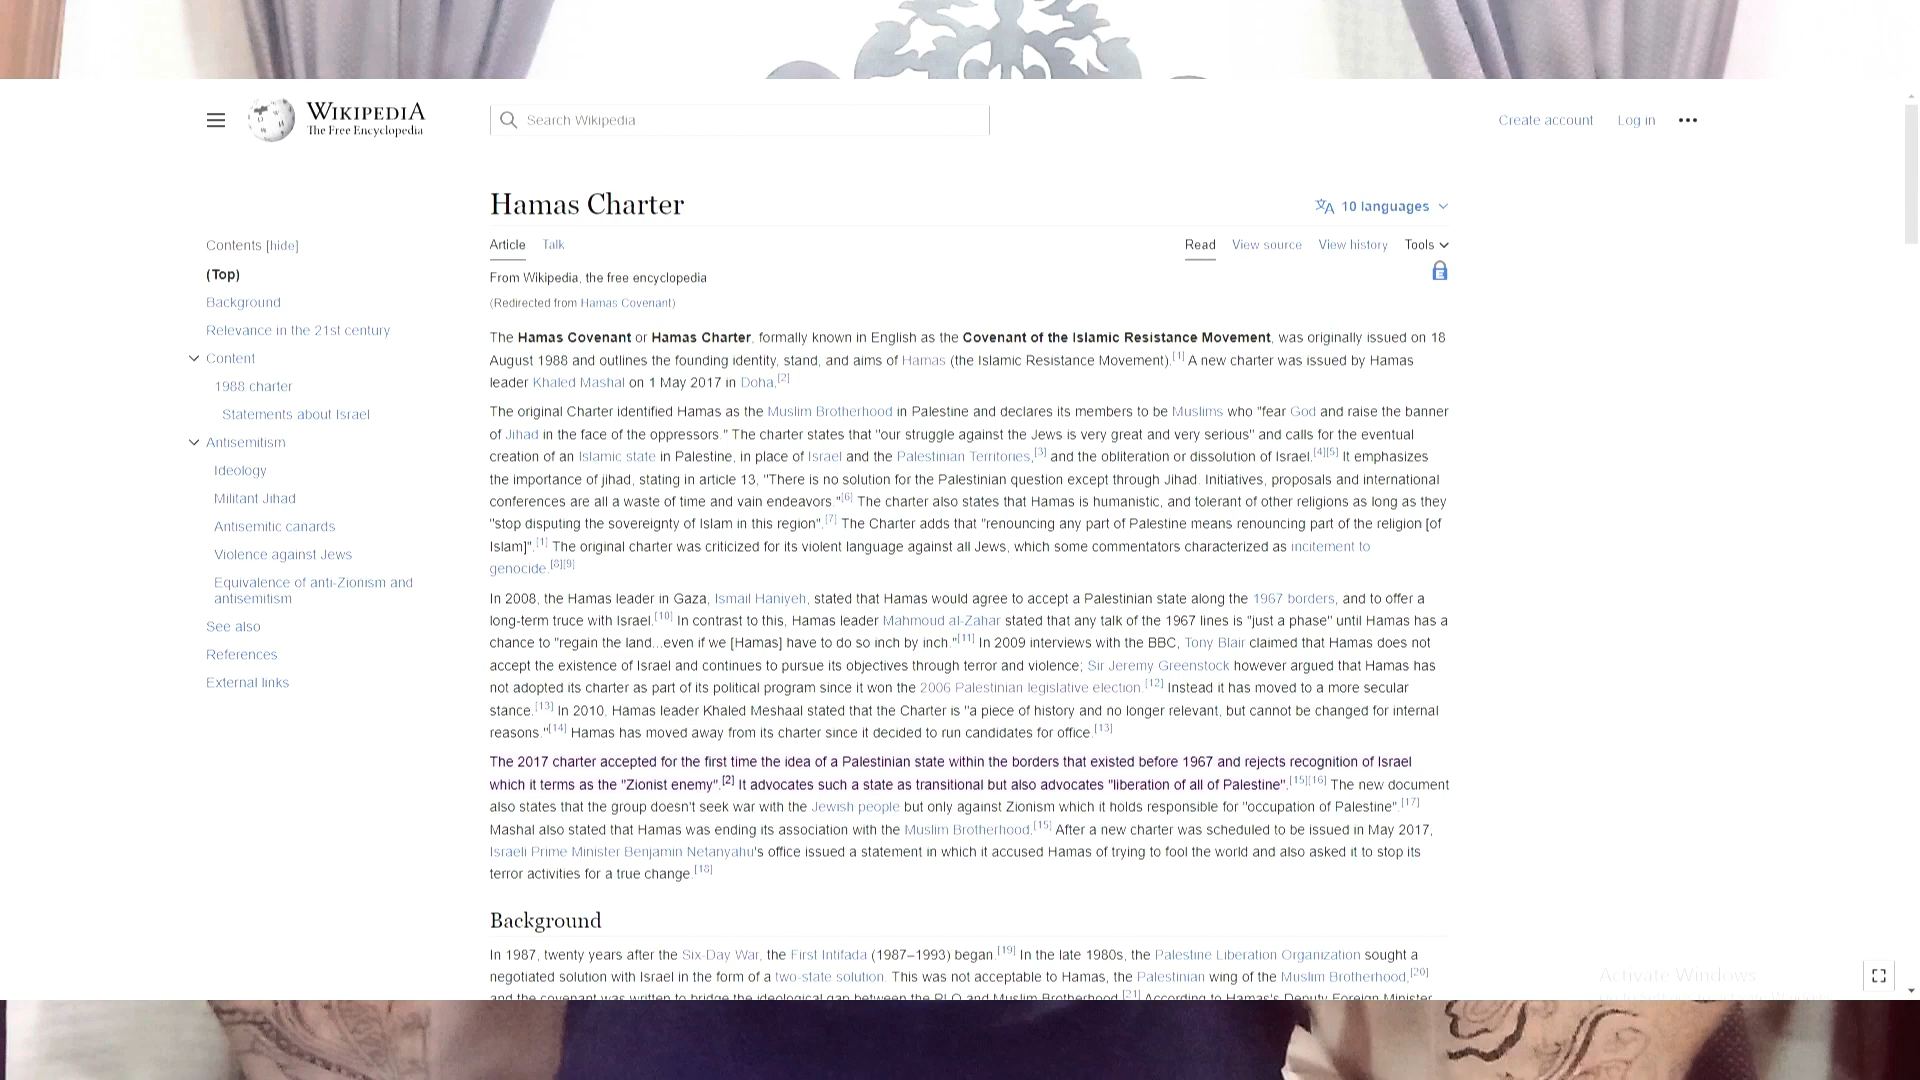 WIKIPEDIA
The Free Encyclopedia
Search Wikipedia
Create account
Log in
Hamas Charter
10 languages
Contents [hide]
(Top)
Background
Relevance in the 21st century
Content
1988 charter
Statements about Israel
Antisemitism
Ideology
Militant Jihad
Antisemitic canards
Violence against Jews
Equivalence of anti-Zionism and
antisemitism
See also
References
External links
Article Talk
Read View source View history Tools
From Wikipedia, the free encyclopedia
(Redirected from Hamas Covenant)
The Hamas Covenant or Hamas Charter, formally known in English as the Covenant of the Islamic Resistance Movement, was originally issued on 18
August 1988 and outlines the founding identity, stand, and aims of Hamas (the Islamic Resistance Movement).[1] A new charter was issued by Hamas
leader Khaled Mashal on 1 May 2017 in Doha.[2]
The original Charter identified Hamas as the Muslim Brotherhood in Palestine and declares its members to be Muslims who "fear God and raise the banner
of Jihad in the face of the oppressors." The charter states that "our struggle against the Jews is very great and very serious" and calls for the eventual
creation of an Islamic state in Palestine, in place of Israel and the Palestinian Territories,[3] and the obliteration or dissolution of Israel.[4][5] It emphasizes
the importance of jihad, stating in article 13, "There is no solution for the Palestinian question except through Jihad. Initiatives, proposals and international
conferences are all a waste of time and vain endeavors."[6] The charter also states that Hamas is humanistic, and tolerant of other religions as long as they
"stop disputing the sovereignty of Islam in this region".[7] The Charter adds that "renouncing any part of Palestine means renouncing part of the religion [of
Islam]".[1] The original charter was criticized for its violent language against all Jews, which some commentators characterized as incitement to
genocide.[8][9]
In 2008, the Hamas leader in Gaza, Ismail Haniyeh, stated that Hamas would agree to accept a Palestinian state along the 1967 borders, and to offer a
long-term truce with Israel.[10] In contrast to this, Hamas leader Mahmoud al-Zahar stated that any talk of the 1967 lines is "just a phase" until Hamas has a
chance to "regain the land...even if we [Hamas] have to do so inch by inch."[11] In 2009 interviews with the BBC, Tony Blair claimed that Hamas does not
accept the existence of Israel and continues to pursue its objectives through terror and violence; Sir Jeremy Greenstock however argued that Hamas has
not adopted its charter as part of its political program since it won the 2006 Palestinian legislative election.[12] Instead it has moved to a more secular
stance.[13] In 2010, Hamas leader Khaled Meshaal stated that the Charter is "a piece of history and no longer relevant, but cannot be changed for internal
reasons."[14] Hamas has moved away from its charter since it decided to run candidates for office.[13]
The 2017 charter accepted for the first time the idea of a Palestinian state within the borders that existed before 1967 and rejects recognition of Israel
which it terms as the "Zionist enemy".[2] It advocates such a state as transitional but also advocates "liberation of all of Palestine".[15][16] The new document
also states that the group doesn't seek war with the Jewish people but only against Zionism which it holds responsible for "occupation of Palestine".[17]
Mashal also stated that Hamas was ending its association with the Muslim Brotherhood.[15] After a new charter was scheduled to be issued in May 2017,
Israeli Prime Minister Benjamin Netanyahu's office issued a statement in which it accused Hamas of trying to fool the world and also asked it to stop its
terror activities for a true change.[18]
Background
In 1987, twenty years after the Six-Day War, the First Intifada (1987–1993) began.[19] In the late 1980s, the Palestine Liberation Organization sought a
negotiated solution with Israel in the form of a two-state solution. This was not acceptable to Hamas, the Palestinian wing of the Muslim Brotherhood,[20]
and the covenant was written to bridge the ideological gap between the PLO and Muslim Brotherhood.[21] According to Hamas's Deputy Foreign Minister
Activate Windows